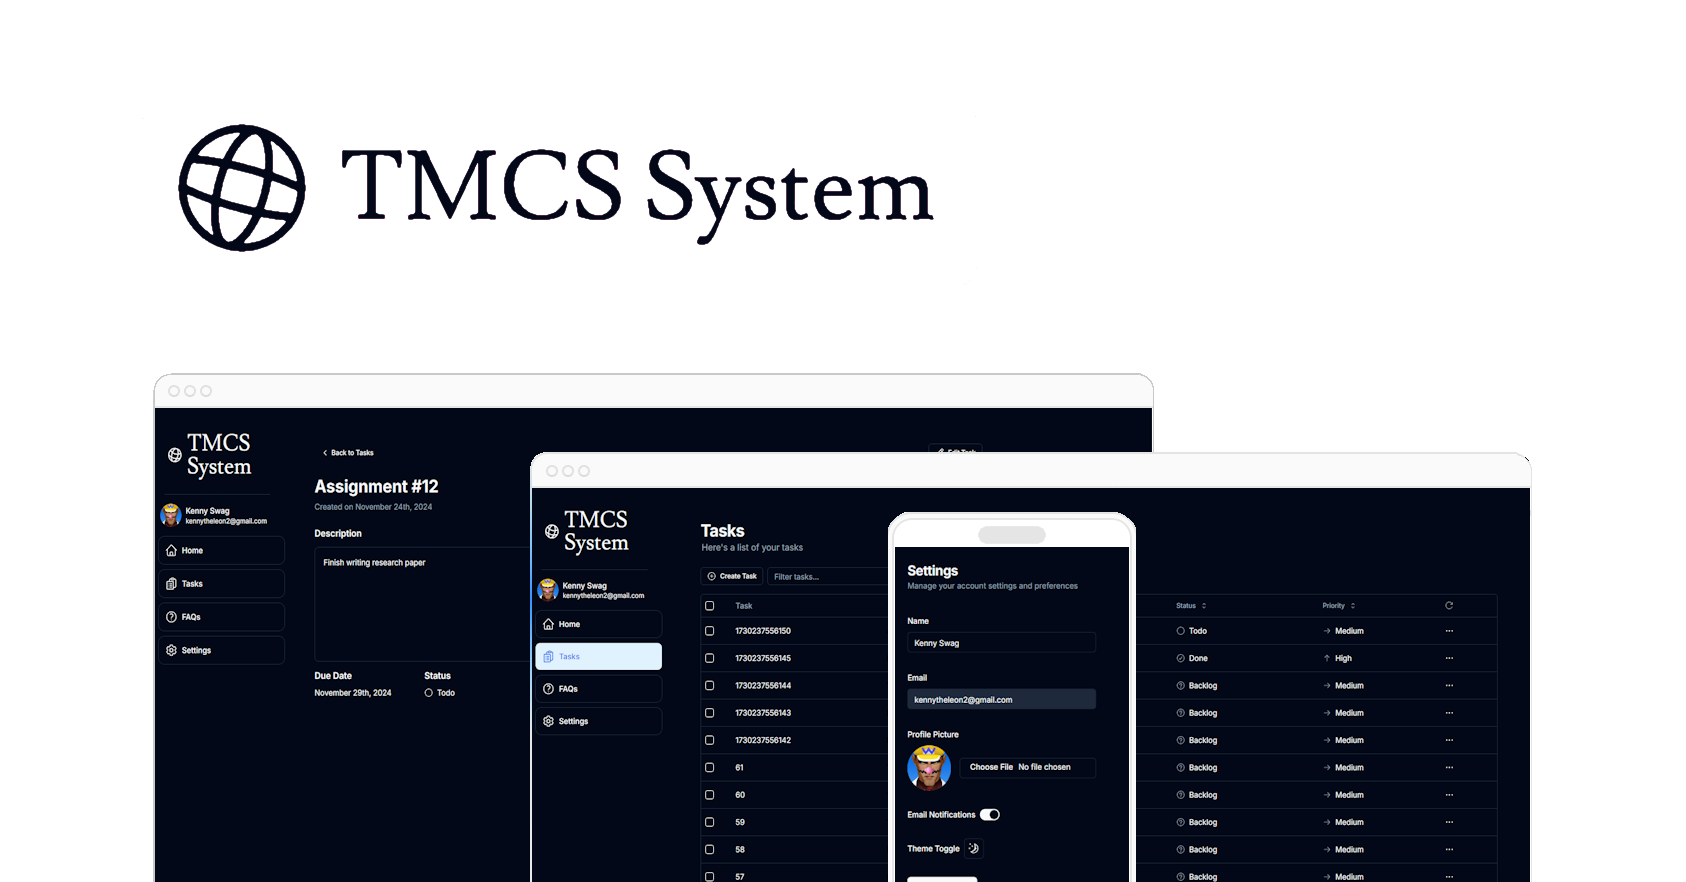 TMCS System
TMCS
System
Kenny Swag
kennytheleon2@gmail.com
Home
Tasks
FAQs
Settings
Back to Tasks
Edit Task
Assignment #12
Created on November 24th, 2024
Description
Finish writing research paper
Due Date Status
November 29th, 2024 Todo
TMCS
System
Kenny Swag
kennytheleon2@gmail.com
Home
Tasks
FAQs
Settings
Tasks
Here's a list of your tasks
Create Task Filter tasks...
Task Status Priority
1730237556150 Todo Medium
1730237556145 Done High
1730237556144 Backlog Medium
1730237556143 Backlog Medium
1730237556142 Backlog Medium
61 Backlog Medium
60 Backlog Medium
59 Backlog Medium
58 Backlog Medium
57 Backlog Medium
Settings
Manage your account settings and preferences
Name
Kenny Swag
Email
kennytheleon2@gmail.com
Profile Picture
Choose File No file chosen
Email Notifications
Theme Toggle